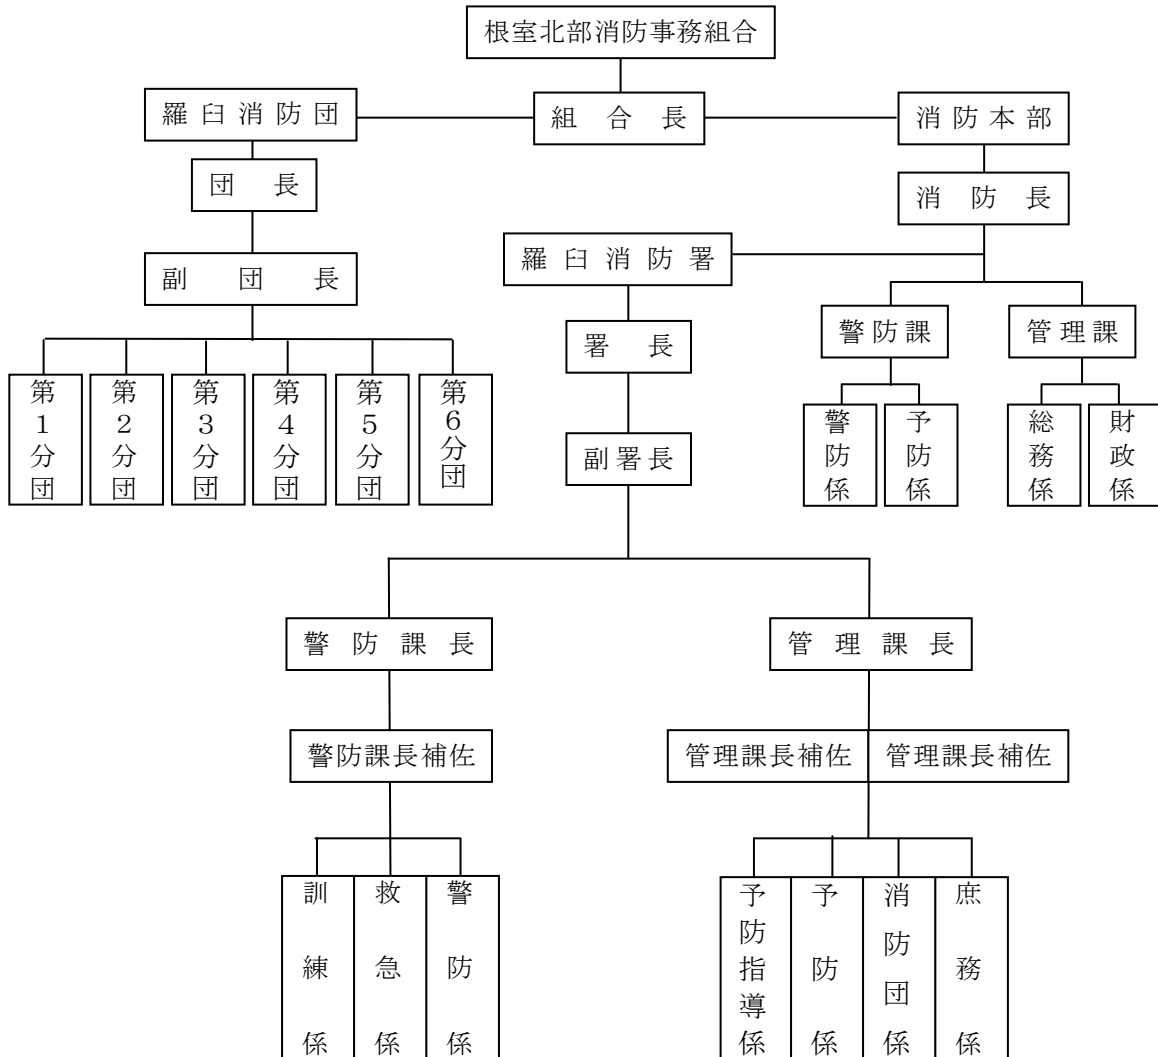 根室北部消防事務組合
羅臼消防団
組合長
消防本部
団長
消防長
副団長
羅臼消防署
署長
警防課
管理課
第1分団
第2分団
第3分団
第4分団
第5分団
第6分団
副署長
警防係
予防係
総務係
財政係
警防課長
管理課長
警防課長補佐
管理課長補佐
管理課長補佐
訓練係
救急係
警防係
予防指導係
予防係
消防団係
庶務係